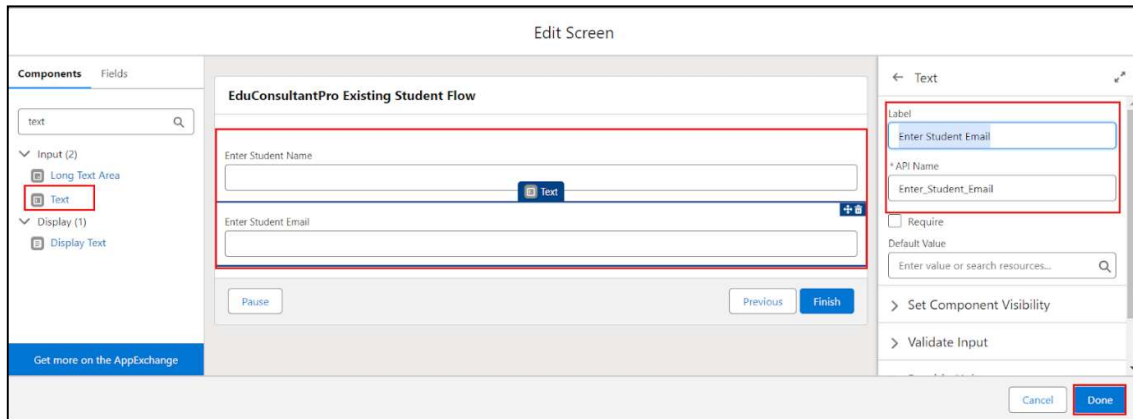 Edit Screen
Components Fields
text
Input (2)
Long Text Area
Text
Display (1)
Display Text
Get more on the AppExchange
EduConsultantPro Existing Student Flow
Enter Student Name
Text
Enter Student Email
Pause
Previous
Finish
Text
Label
Enter Student Email
* API Name
Enter_Student_Email
Require
Default Value
Enter value or search resources...
Set Component Visibility
Validate Input
Cancel
Done